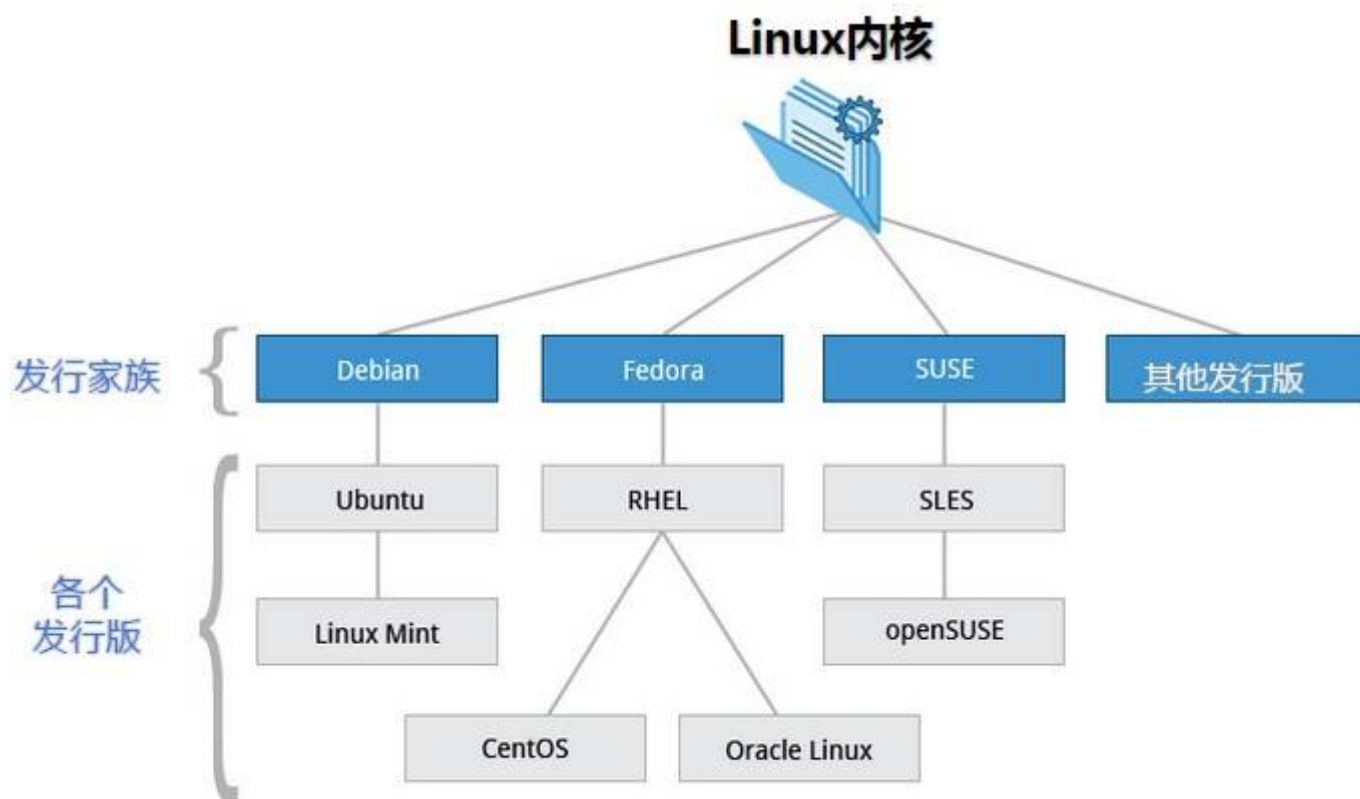 Linux内核
发行家族
Debian
Fedora
SUSE
其他发行版
各个
发行版
Ubuntu
RHEL
SLES
Linux Mint
openSUSE
CentOS
Oracle Linux